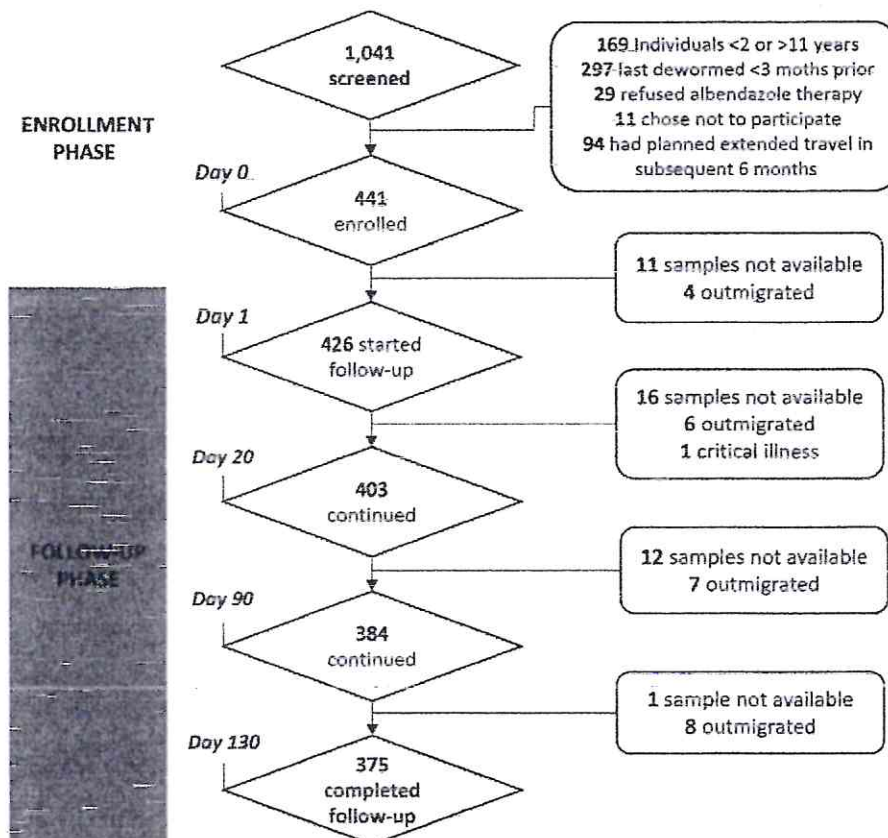 1,041
screened
169 Individuals <2 or >11 years
297 last dewormed <3 moths prior
29 refused albendazole therapy
11 chose not to participate
94 had planned extended travel in
subsequent 6 months
ENROLLMENT
PHASE
Day 0
441
enrolled
11 samples not available
4 outmigrated
Day 1
426 started
follow-up
16 samples not available
6 outmigrated
1 critical illness
Day 20
403
continued
FOLLOW-UP
PHASE
12 samples not available
7 outmigrated
Day 90
384
continued
1 sample not available
8 outmigrated
Day 130
375
completed
follow-up